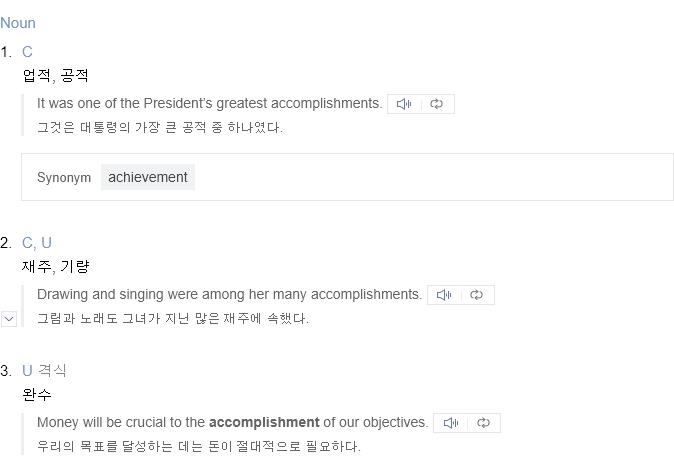 Noun
1. C
업적, 공적
It was one of the President's greatest accomplishments.
그것은 대통령의 가장 큰 공적 중 하나였다.
Synonym achievement
2. C, U
재주, 기량
Drawing and singing were among her many accomplishments.
그림과 노래도 그녀가 지닌 많은 재주에 속했다.
3. U 격식
완수
Money will be crucial to the accomplishment of our objectives.
우리의 목표를 달성하는 데는 돈이 절대적으로 필요하다.